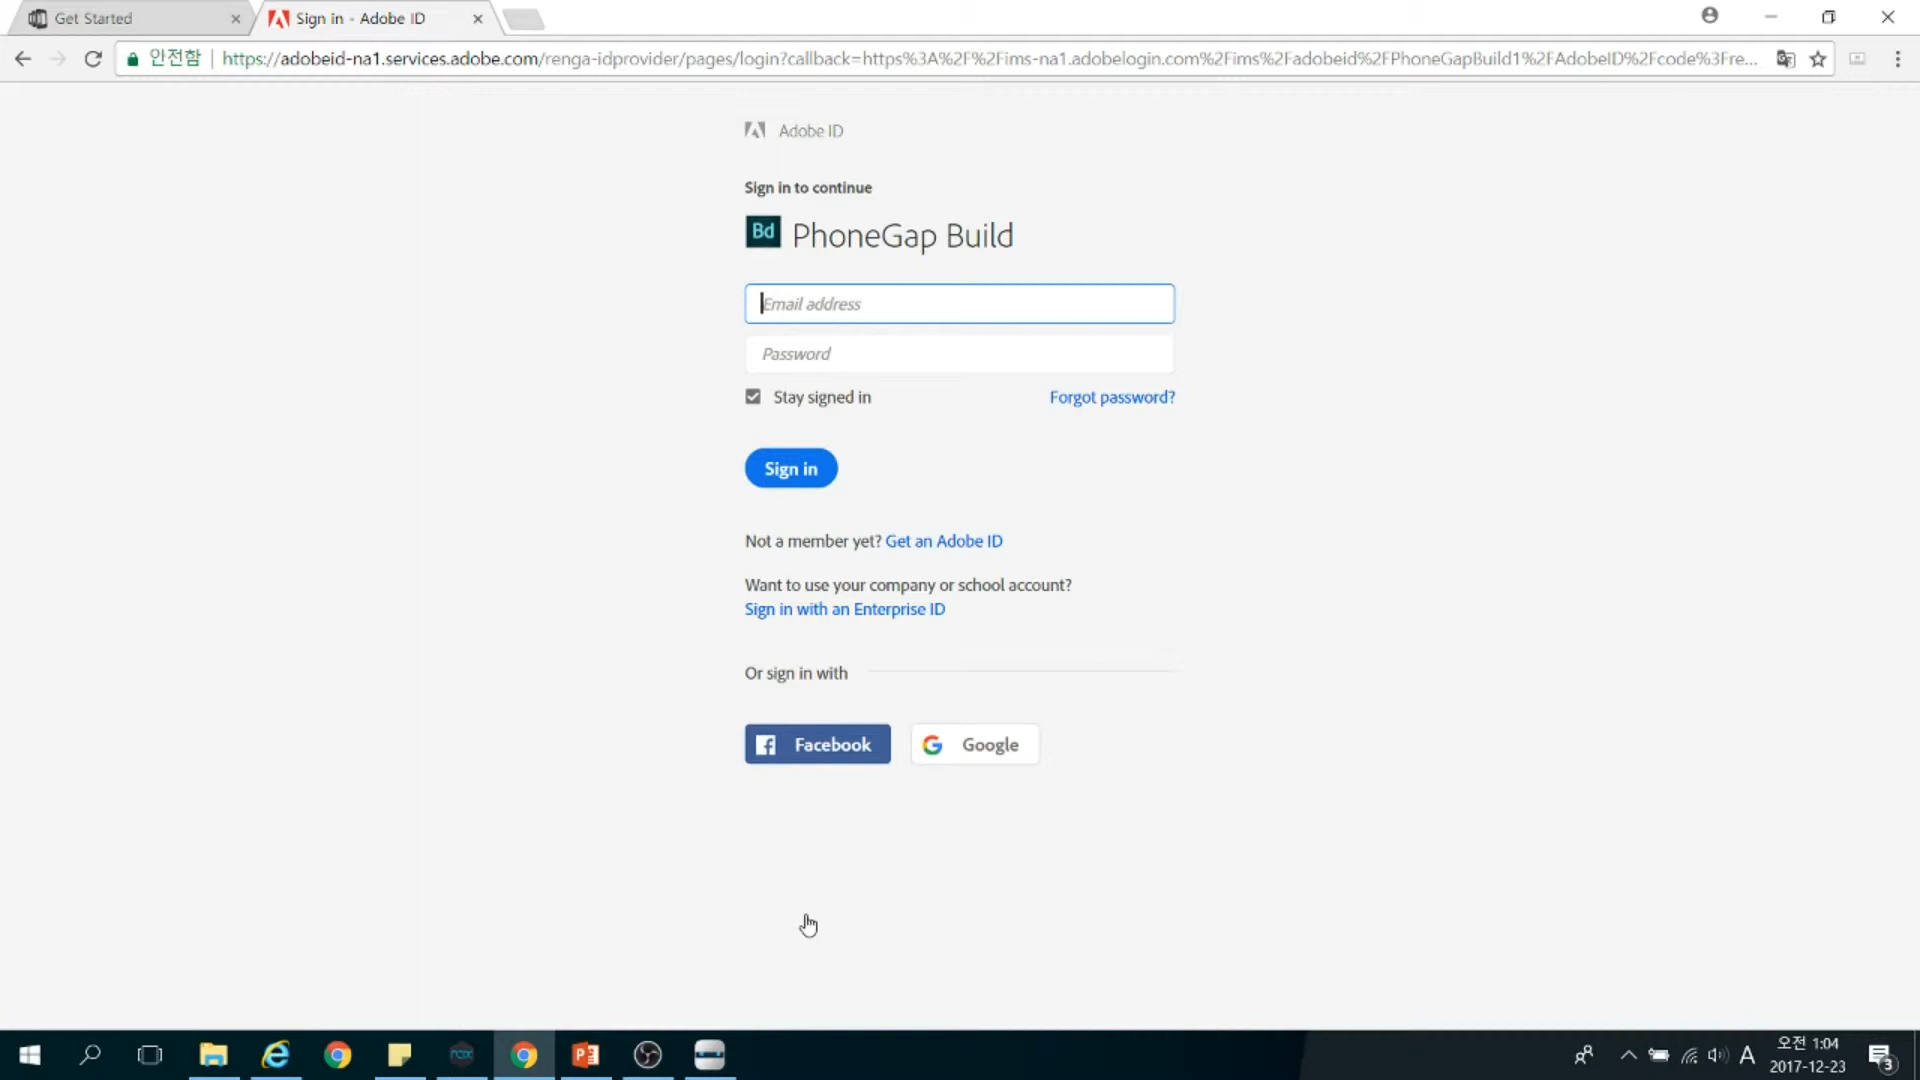 Get Started
Sign in - Adobe ID
안전함
https://adobeid-na1.services.adobe.com/renga-idprovider/pages/login?callback=https%3A%2F%2Fims-na1.adobelogin.com%2Fims%2Fadobeid%2FPhoneGapBuild1%2FAdobeID%2Fcode%3Fre...
Adobe ID
Sign in to continue
Bd PhoneGap Build
Email address
Password
Stay signed in
Forgot password?
Sign in
Not a member yet? Get an Adobe ID
Want to use your company or school account?
Sign in with an Enterprise ID
Or sign in with
Facebook
Google
A
오전 1:04
2017-12-23
3